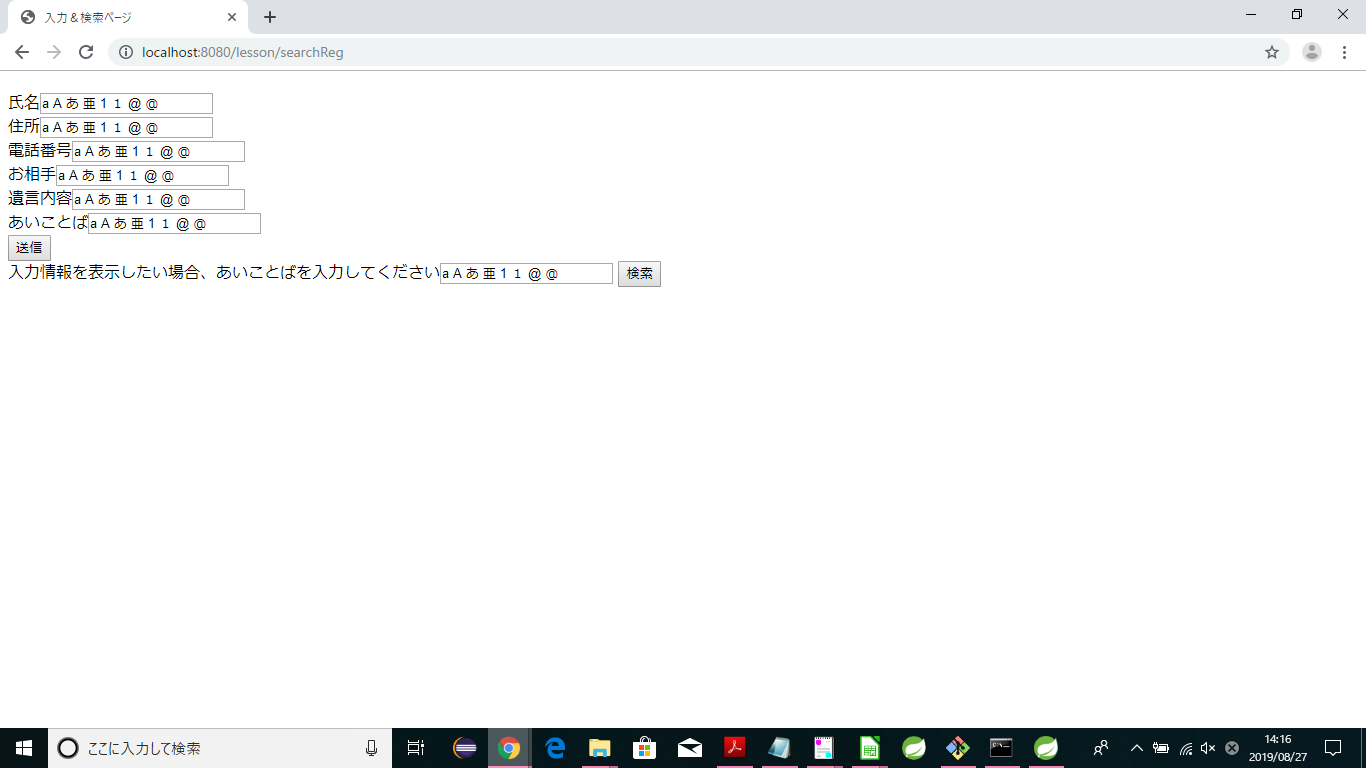 入力＆検索ページ
localhost:8080/lesson/searchReg
氏名aＡあ亜1１@＠
住所aＡあ亜1１@＠
電話番号aＡあ亜1１@＠
お相手aＡあ亜1１@＠
遺言内容aＡあ亜1１@＠
あいことばaＡあ亜1１@＠
送信
入力情報を表示したい場合、あいことばを入力してくださいaＡあ亜1１@＠ 検索
ここに入力して検索
14:16
2019/08/27